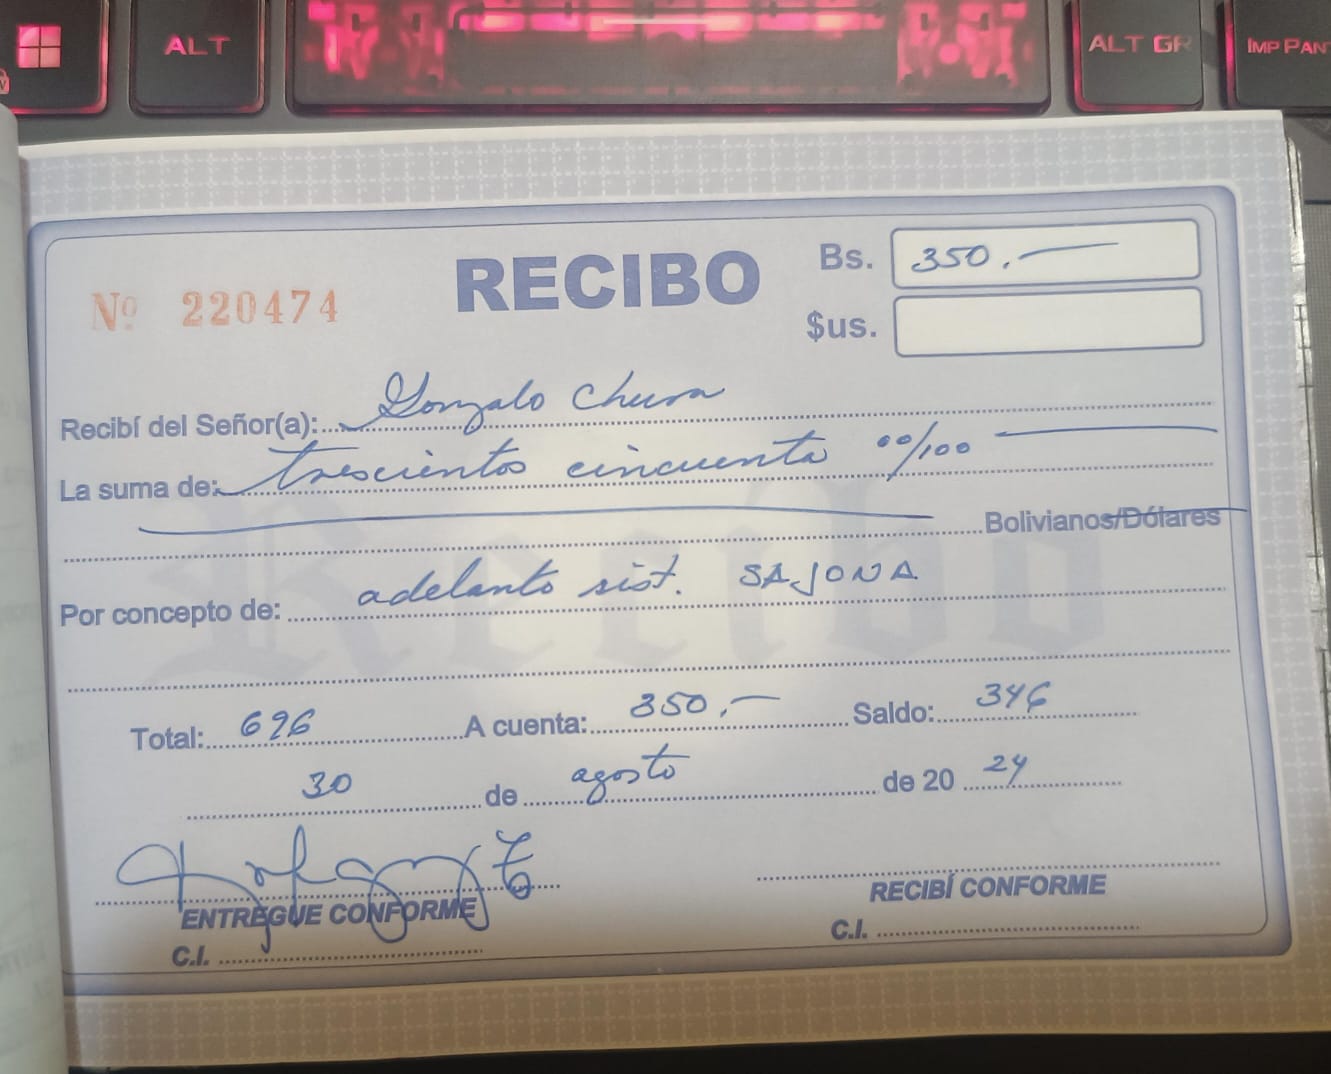 ALT
ALT GR
IMP PAN
RECIBO
Bs. 350.
Nº 220474
$us.
Recibí del Señor(a): Gonzalo Chura
La suma de: trescientos cincuenta 00/100
Bolivianos/Dólares
Por concepto de: adelanto sist. SAJONA
Total: 696 A cuenta: 350. Saldo: 346
30 de agosto de 20 24
ENTREGUE CONFORME
RECIBÍ CONFORME
C.I.
C.I.